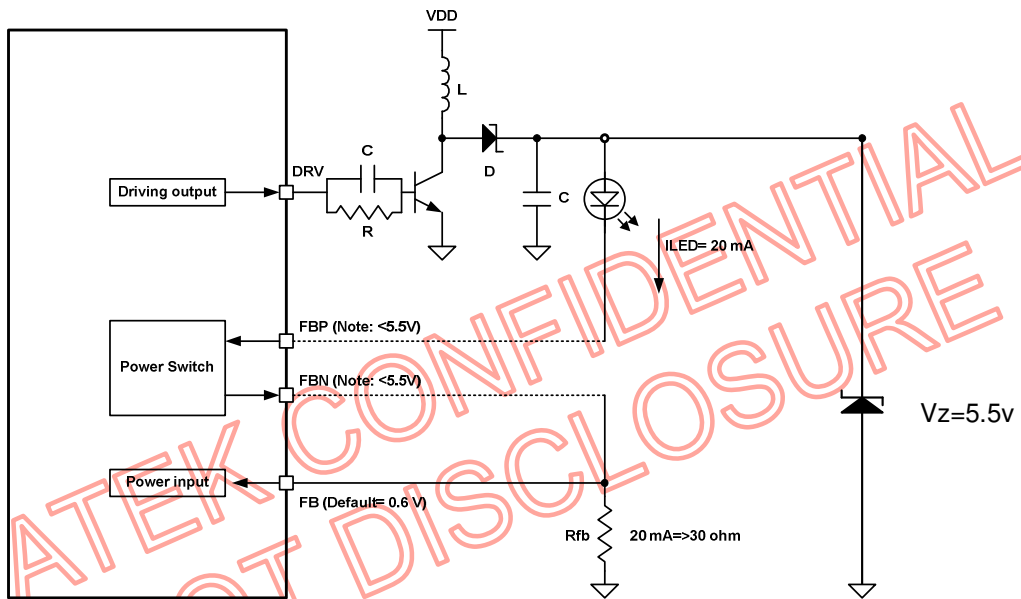 VDD
L
C
DRV
Driving output
R
D
C
ILED= 20 mA
FBP (Note: <5.5V)
Power Switch
FBN (Note: <5.5V)
Vz=5.5v
Power input
FB (Default= 0.6 V)
Rfb
20 mA=>30 ohm
ATEK CONFIDENTIAL
OT DISCLOSURE